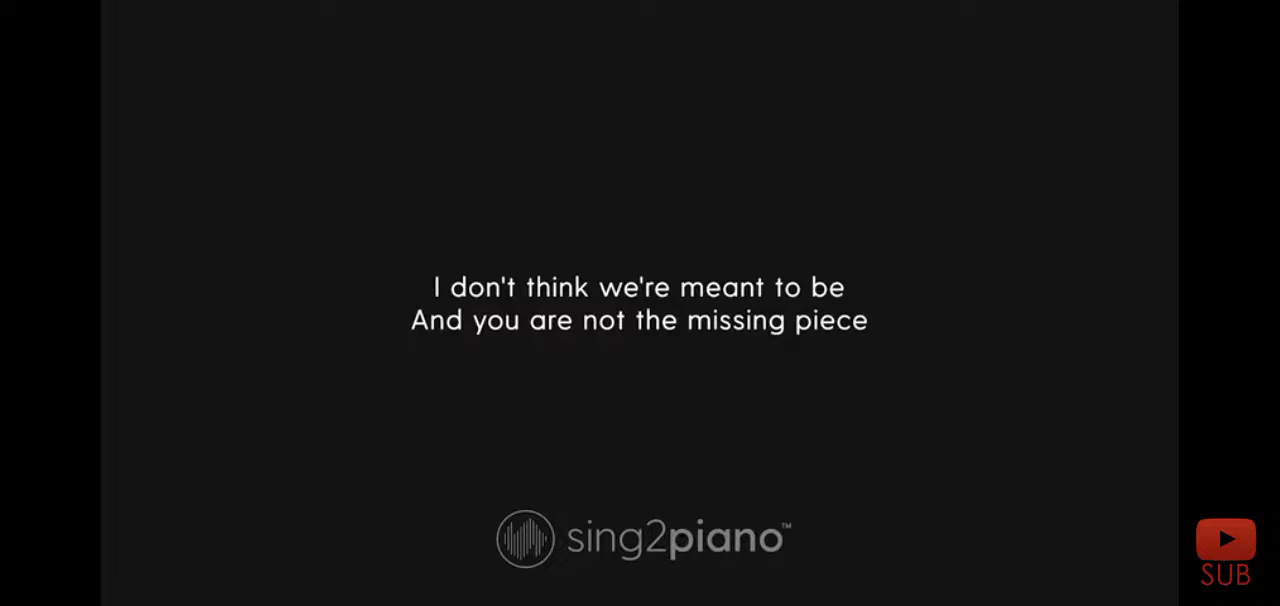 I don't think we're meant to be
And you are not the missing piece
sing2piano™
SUB